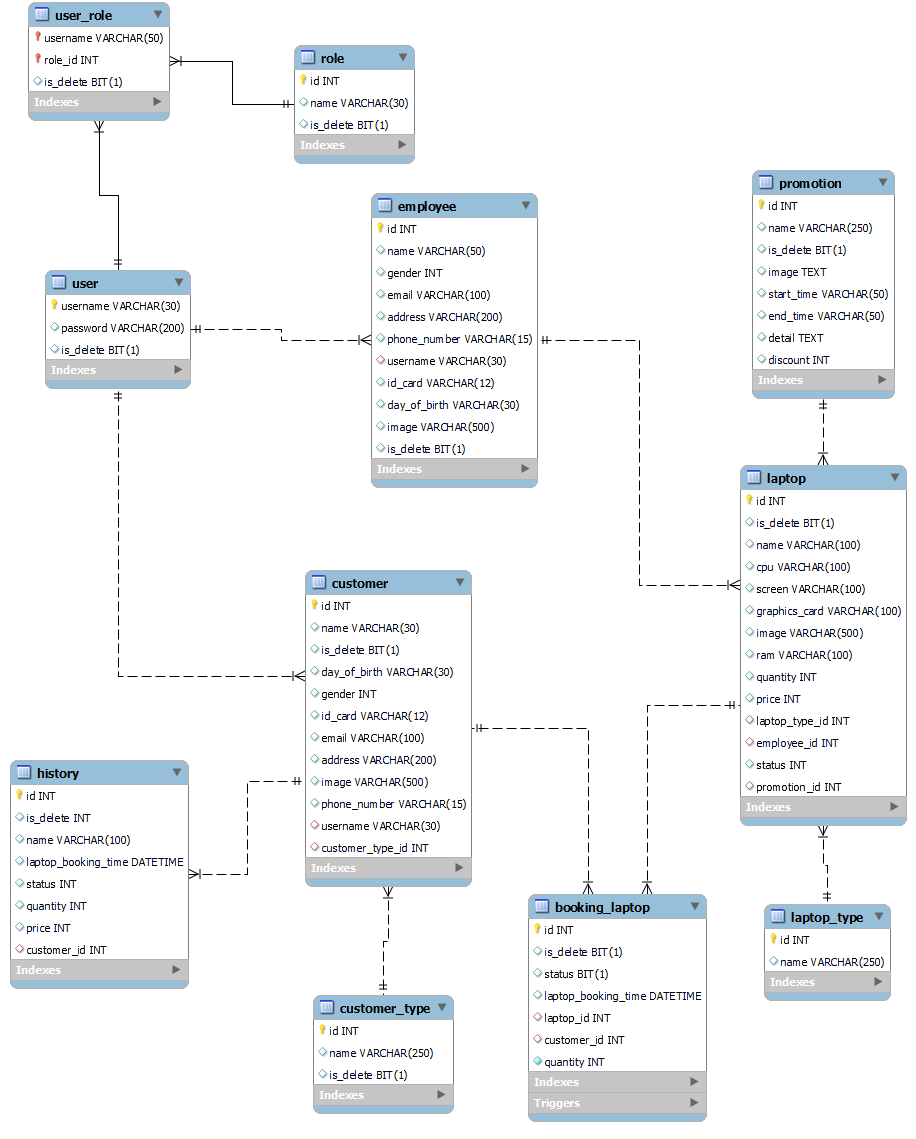 user_role
username VARCHAR(50)
role_id INT
is_delete BIT(1)
Indexes
role
id INT
name VARCHAR(30)
is_delete BIT(1)
Indexes
promotion
id INT
name VARCHAR(250)
is_delete BIT(1)
image TEXT
start_time VARCHAR(50)
end_time VARCHAR(50)
detail TEXT
discount INT
Indexes
employee
id INT
name VARCHAR(50)
gender INT
email VARCHAR(100)
address VARCHAR(200)
phone_number VARCHAR(15)
username VARCHAR(30)
id_card VARCHAR(12)
day_of_birth VARCHAR(30)
image VARCHAR(500)
is_delete BIT(1)
Indexes
user
username VARCHAR(30)
password VARCHAR(200)
is_delete BIT(1)
Indexes
laptop
id INT
is_delete BIT(1)
name VARCHAR(100)
cpu VARCHAR(100)
screen VARCHAR(100)
graphics_card VARCHAR(100)
image VARCHAR(500)
ram VARCHAR(100)
quantity INT
price INT
laptop_type_id INT
employee_id INT
status INT
promotion_id INT
Indexes
customer
id INT
name VARCHAR(30)
is_delete BIT(1)
day_of_birth VARCHAR(30)
gender INT
id_card VARCHAR(12)
email VARCHAR(100)
address VARCHAR(200)
image VARCHAR(500)
phone_number VARCHAR(15)
username VARCHAR(30)
customer_type_id INT
Indexes
history
id INT
is_delete INT
name VARCHAR(100)
laptop_booking_time DATETIME
status INT
quantity INT
price INT
customer_id INT
Indexes
booking_laptop
id INT
is_delete BIT(1)
status BIT(1)
laptop_booking_time DATETIME
laptop_id INT
customer_id INT
quantity INT
Indexes
Triggers
laptop_type
id INT
name VARCHAR(250)
Indexes
customer_type
id INT
name VARCHAR(250)
is_delete BIT(1)
Indexes